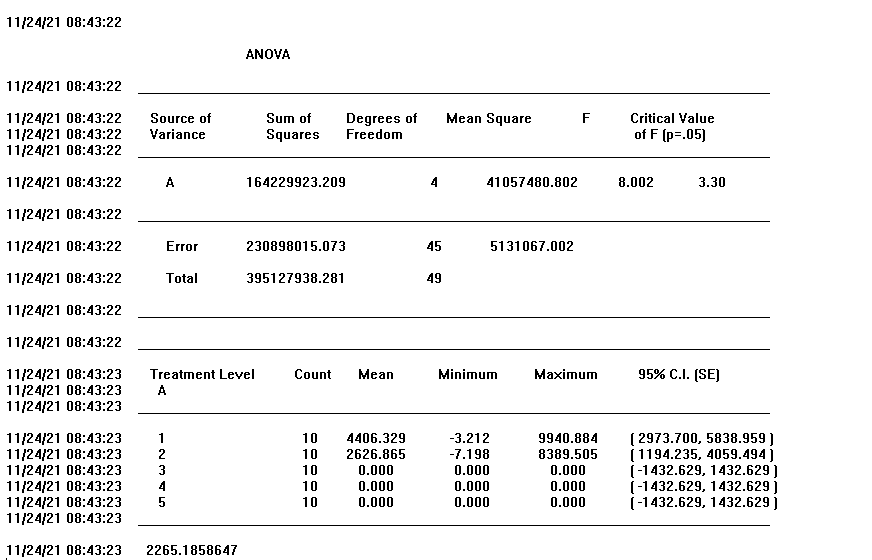 11/24/21 08:43:22
ANOVA
11/24/21 08:43:22
11/24/21 08:43:22 Source of Sum of Degrees of Mean Square F Critical Value
11/24/21 08:43:22 Variance Squares Freedom of F (p=.05)
11/24/21 08:43:22
11/24/21 08:43:22 A 164229923.209 4 41057480.802 8.002 3.30
11/24/21 08:43:22
11/24/21 08:43:22 Error 230898015.073 45 5131067.002
11/24/21 08:43:22 Total 395127938.281 49
11/24/21 08:43:22
11/24/21 08:43:22
11/24/21 08:43:23 Treatment Level Count Mean Minimum Maximum 95% C.I. (SE)
11/24/21 08:43:23 A
11/24/21 08:43:23
11/24/21 08:43:23 1 10 4406.329 -3.212 9940.884 ( 2973.700, 5838.959 )
11/24/21 08:43:23 2 10 2626.865 -7.198 8389.505 ( 1194.235, 4059.494 )
11/24/21 08:43:23 3 10 0.000 0.000 0.000 ( -1432.629, 1432.629 )
11/24/21 08:43:23 4 10 0.000 0.000 0.000 ( -1432.629, 1432.629 )
11/24/21 08:43:23 5 10 0.000 0.000 0.000 ( -1432.629, 1432.629 )
11/24/21 08:43:23
11/24/21 08:43:23 2265.1858647